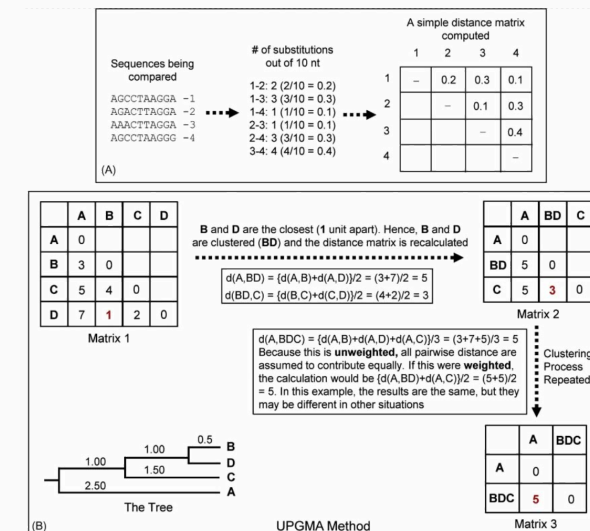 A simple distance matrix
computed
# of substitutions
out of 10 nt
Sequences being
compared
1 2 3 4
1 – 0.2 0.3 0.1
2 – 0.1 0.3
3 – 0.4
4 –
1-2: 2 (2/10 = 0.2)
1-3: 3 (3/10 = 0.3)
1-4: 1 (1/10 = 0.1)
2-3: 1 (1/10 = 0.1)
2-4: 3 (3/10 = 0.3)
3-4: 4 (4/10 = 0.4)
AGCCTAAGGA -1
AGACTTAGGA -2
AAACTTAGGA -3
AGCCTAAGGG -4
(A)
A B C D
A 0
B 3 0
C 5 4 0
D 7 1 2 0
Matrix 1
B and D are the closest (1 unit apart). Hence, B and D
are clustered (BD) and the distance matrix is recalculated
d(A,BD) = {d(A,B)+d(A,D)}/2 = (3+7)/2 = 5
d(BD,C) = {d(B,C)+d(C,D)}/2 = (4+2)/2 = 3
A BD C
A 0
BD 5 0
C 5 3 0
Matrix 2
d(A,BDC) = {d(A,B)+d(A,D)+d(A,C)}/3 = (3+7+5)/3 = 5
Because this is unweighted, all pairwise distance are
assumed to contribute equally. If this were weighted,
the calculation would be {d(A,BD)+d(A,C)}/2 = (5+5)/2
= 5. In this example, the results are the same, but they
may be different in other situations
Clustering
Process
Repeated
A BDC
A 0
BDC 5 0
Matrix 3
0.5 B
1.00
D
1.00
1.50 C
2.50 A
The Tree
(B)
UPGMA Method